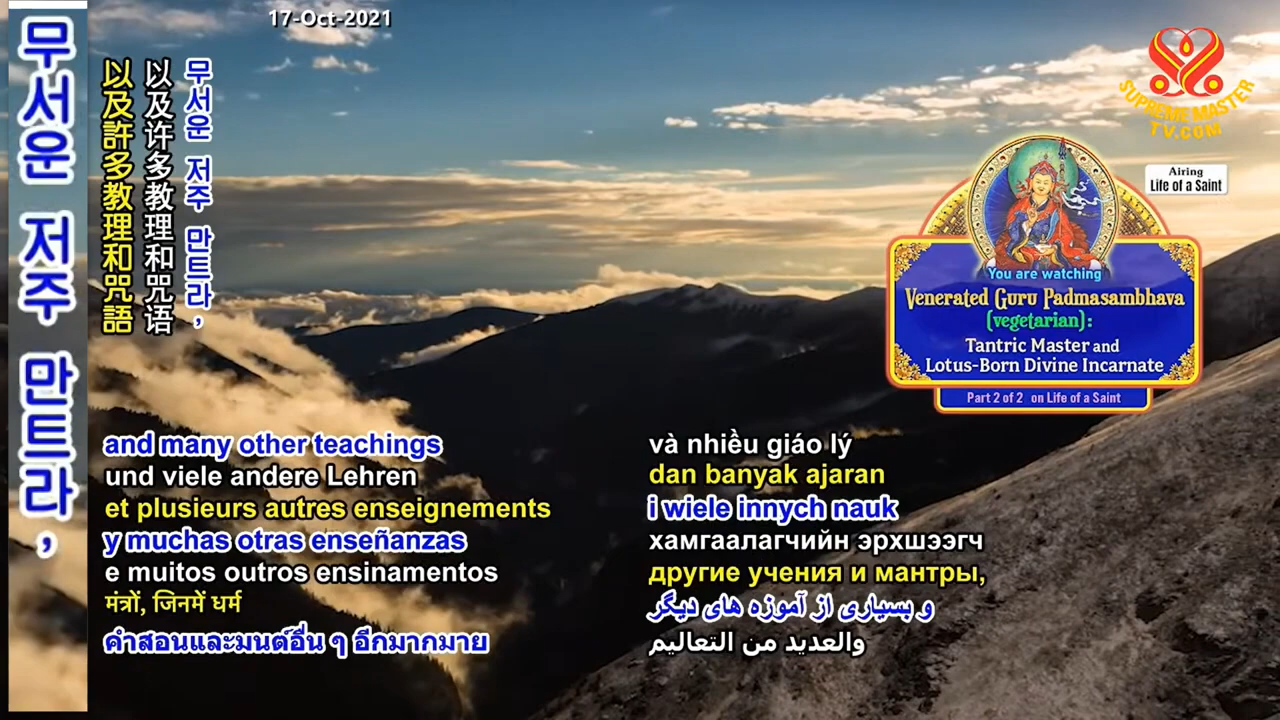 17-Oct-2021
무서운 저주 만트라,
以及許多教理和咒語
以及许多教理和咒语
무서운 저주 만트라,
SUPREME MASTER
TV.COM
Airing
Life of a Saint
You are watching
Venerated Guru Padmasambhava
(vegetarian):
Tantric Master and
Lotus-Born Divine Incarnate
Part 2 of 2 on Life of a Saint
and many other teachings
und viele andere Lehren
et plusieurs autres enseignements
y muchas otras enseñanzas
e muitos outros ensinamentos
मंत्रों, जिनमें धर्म
คำสอนและมนต์อื่น ๆ อีกมากมาย
và nhiều giáo lý
dan banyak ajaran
i wiele innych nauk
хамгаалагчийн эрхшээгч
другие учения и мантры,
و بسیاری از آموزه های دیگر
والعديد من التعاليم